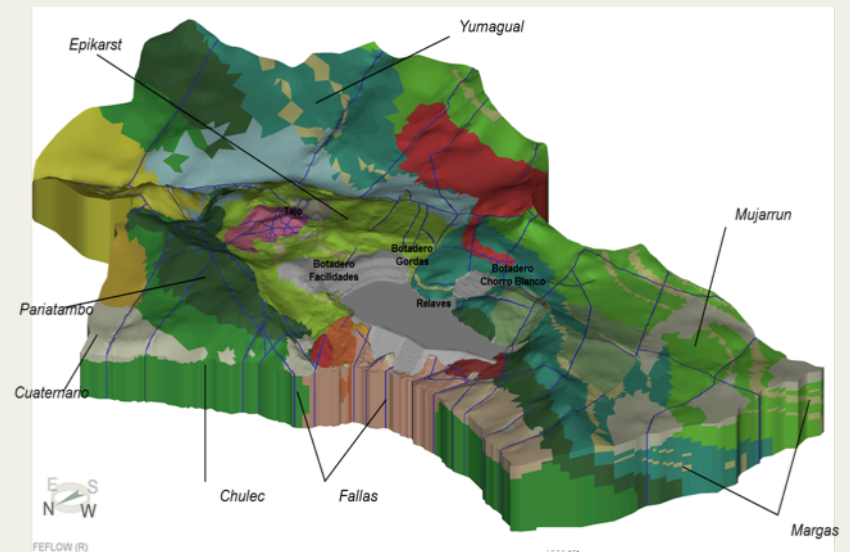 Yumagual
Epikarst
Mujarrun
Tajo
Botadero
Gordas
Botadero
Facilidades
Botadero
Chorro Blanco
Relaves
Pariatambo
Cuaternario
E S
N W
Chulec
Fallas
Margas
FEFLOW (R)